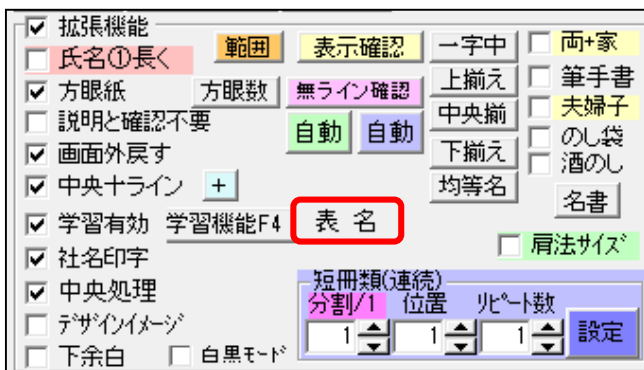 拡張機能
氏名①長く 範囲 表示確認 一字中 両+家
方眼紙 方眼数 無ライン確認 上揃え 筆手書
説明と確認不要 自動 自動 中央揃 夫婦子
画面外戻す 下揃え のし袋
中央十ライン + 均等名 酒のし
学習有効 学習機能F4 表 名 名書
社名印字 肩法サイズ
中央処理 短冊類(連続)
デザインイメージ 分割/1 位置 リピート数
下余白 白黒モード 1 1 1 設定